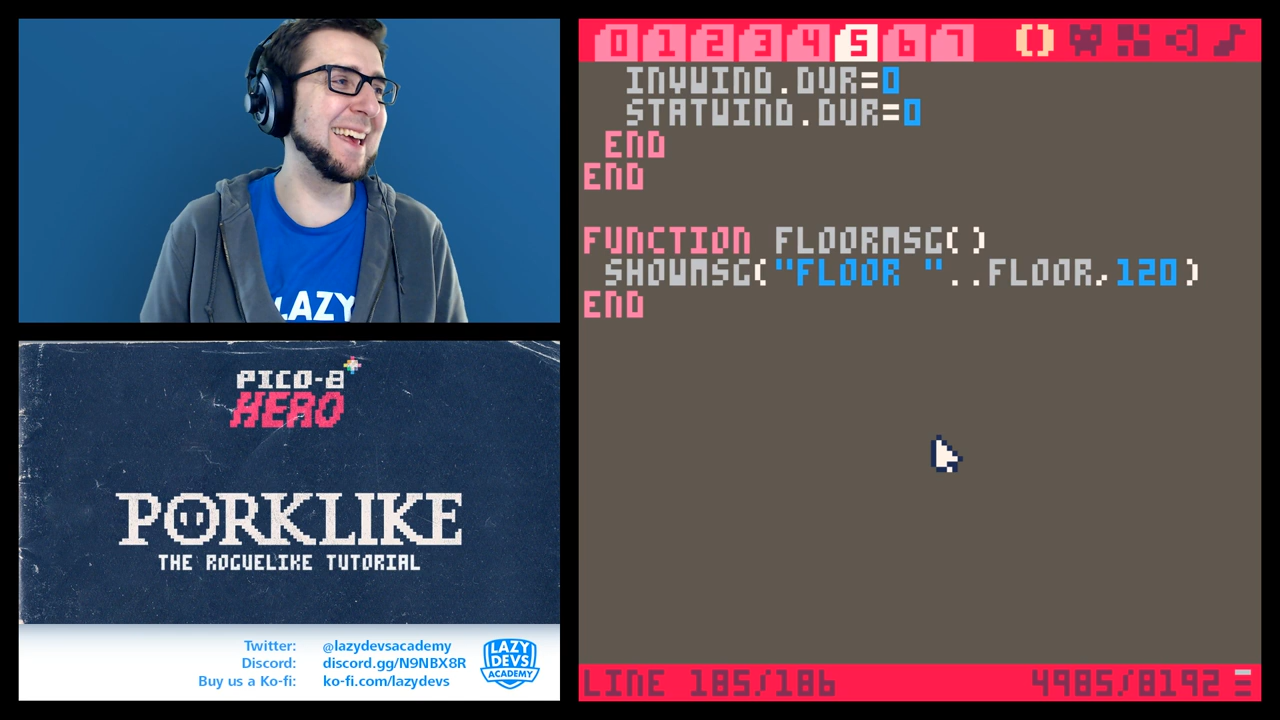 LAZY
PICO-8
HERO
PORKLIKE
THE ROGUELIKE TUTORIAL
Twitter: @lazydevsacademy
Discord: discord.gg/N9NBX8R
Buy us a Ko-fi: ko-fi.com/lazydevs
LAZY
DEVS
ACADEMY
0 1 2 3 4 5 6 7 ()
INVWIND.DUR=0
STATWIND.DUR=0
END
END
FUNCTION FLOORMSG()
SHOWMSG("FLOOR "..FLOOR,120)
END
LINE 185/186 4985/8192